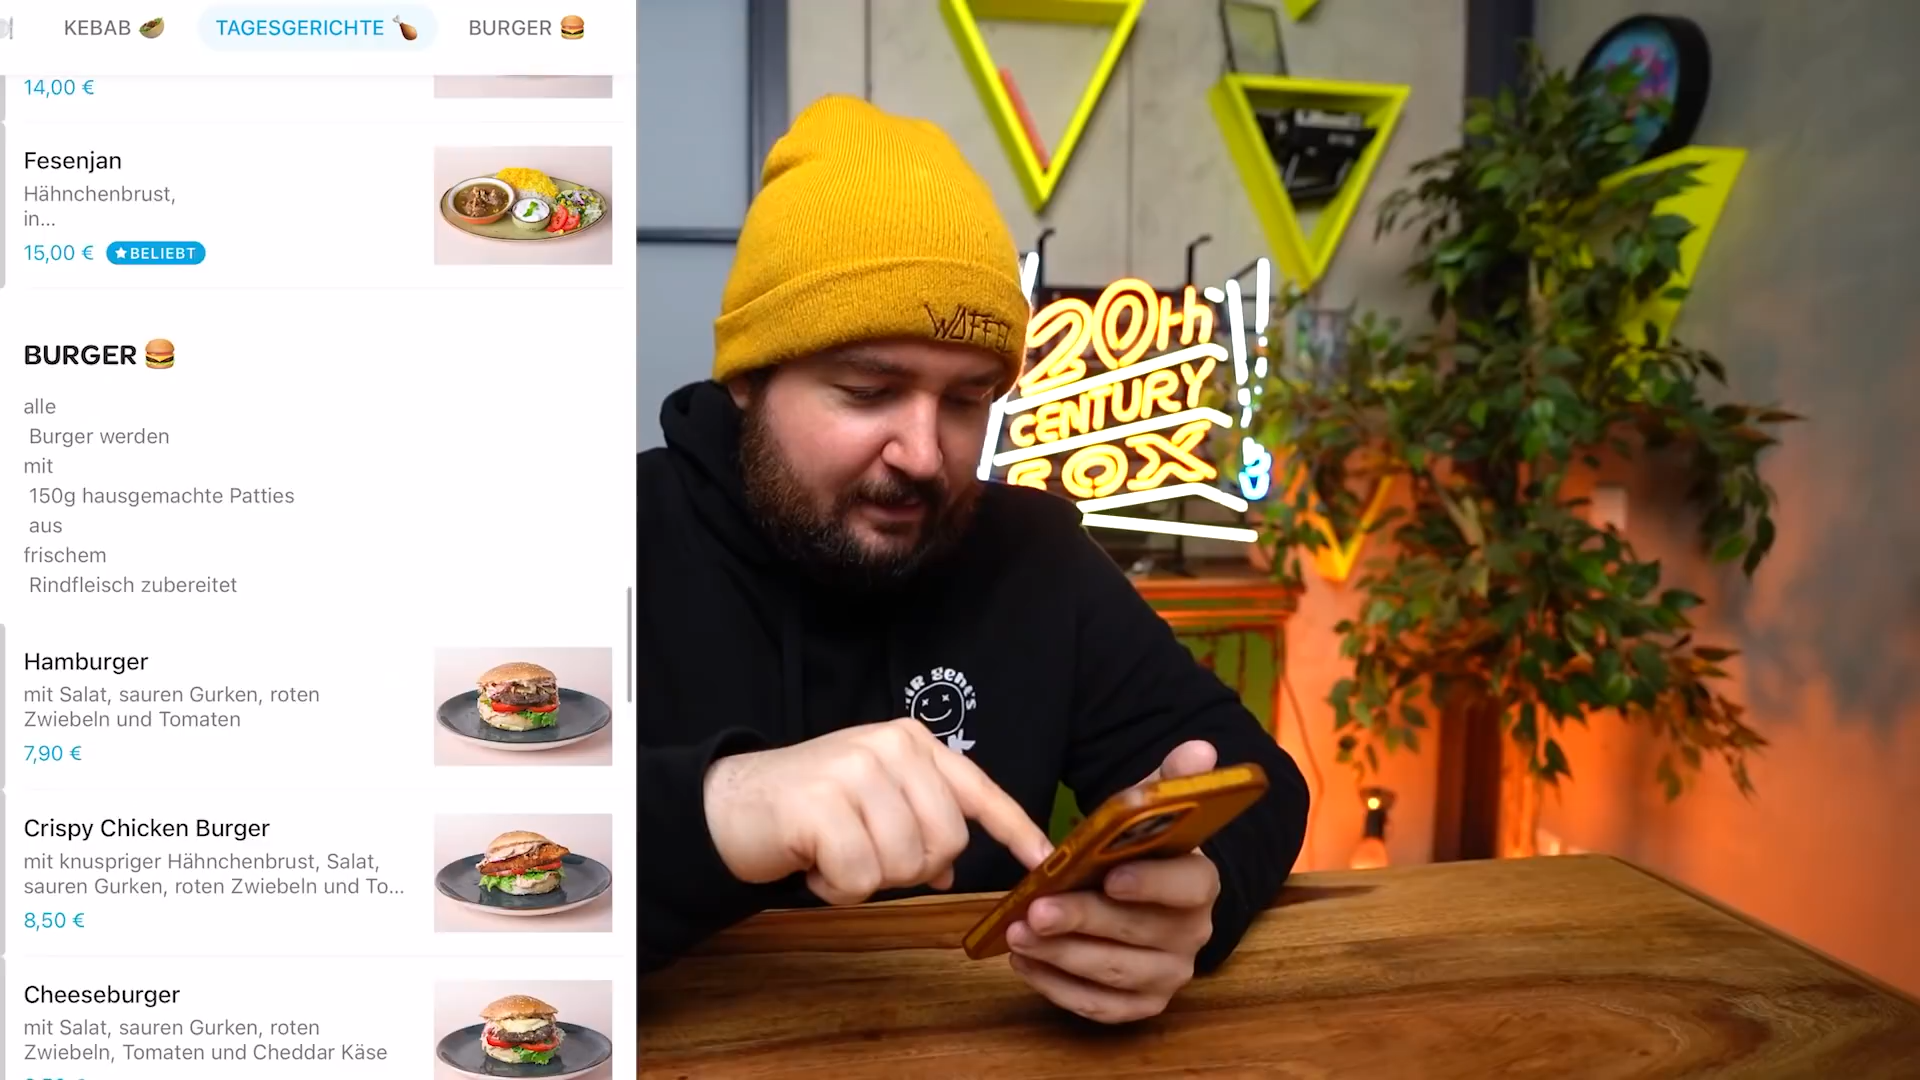 KEBAB
TAGESGERICHTE
BURGER
14,00 €
Fesenjan
Hähnchenbrust,
in...
15,00 €
BELIEBT
BURGER
alle
Burger werden
mit
150g hausgemachte Patties
aus
frischem
Rindfleisch zubereitet
Hamburger
mit Salat, sauren Gurken, roten
Zwiebeln und Tomaten
7,90 €
Crispy Chicken Burger
mit knuspriger Hähnchenbrust, Salat,
sauren Gurken, roten Zwiebeln und To...
8,50 €
Cheeseburger
mit Salat, sauren Gurken, roten
Zwiebeln, Tomaten und Cheddar Käse
20th
CENTURY
FOX
geht's